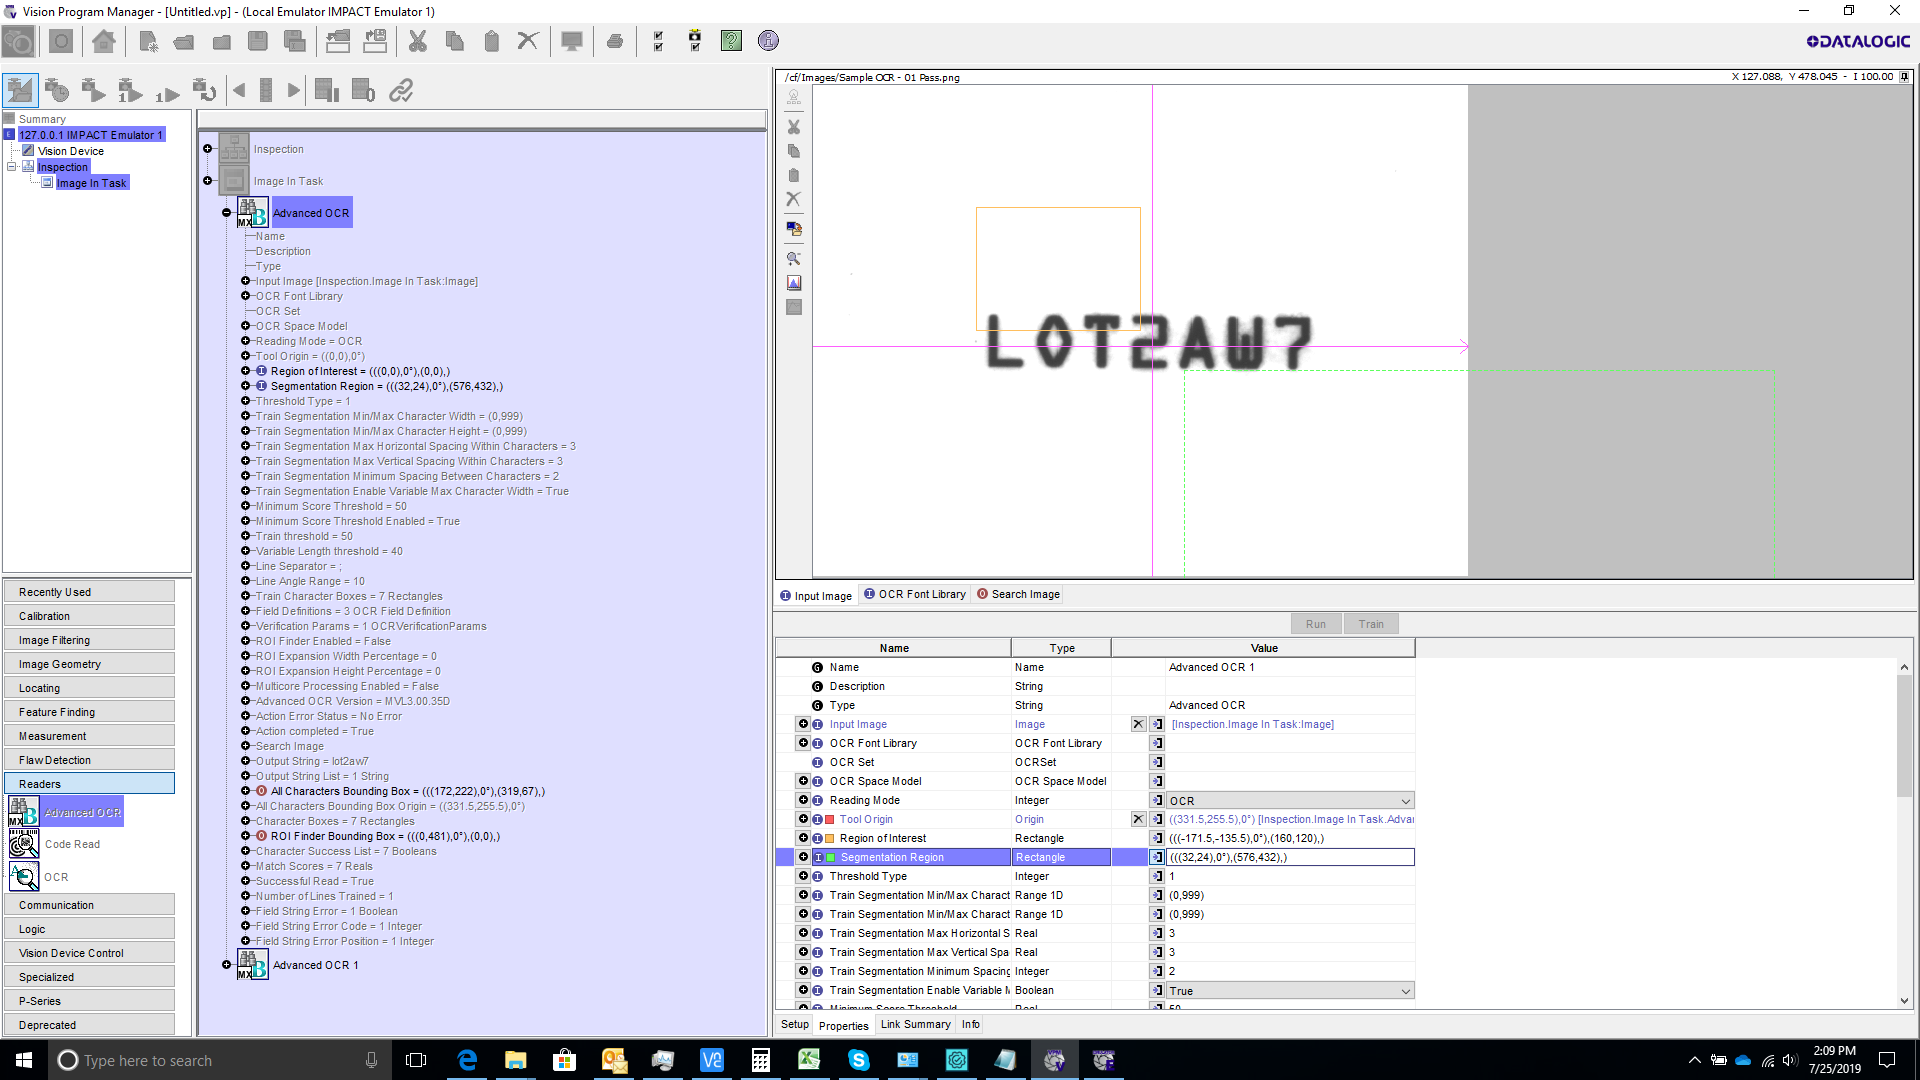 Vision Program Manager - [Untitled.vp] - (Local Emulator IMPACT Emulator 1)
DATALOGIC
Summary
127.0.0.1 IMPACT Emulator 1
Vision Device
Inspection
Image In Task
Recently Used
Calibration
Image Filtering
Image Geometry
Locating
Feature Finding
Measurement
Flaw Detection
Readers
Advanced OCR
Code Read
OCR
Communication
Logic
Vision Device Control
Specialized
P-Series
Deprecated
Inspection
Image In Task
Advanced OCR
Name
Description
Type
Input Image [Inspection.Image In Task:Image]
OCR Font Library
OCR Set
OCR Space Model
Reading Mode = OCR
Tool Origin = ((0,0),0°)
Region of Interest = (((0,0),0°),(0,0),)
Segmentation Region = (((32,24),0°),(576,432),)
Threshold Type = 1
Train Segmentation Min/Max Character Width = (0,999)
Train Segmentation Min/Max Character Height = (0,999)
Train Segmentation Max Horizontal Spacing Within Characters = 3
Train Segmentation Max Vertical Spacing Within Characters = 3
Train Segmentation Minimum Spacing Between Characters = 2
Train Segmentation Enable Variable Max Character Width = True
Minimum Score Threshold = 50
Minimum Score Threshold Enabled = True
Train threshold = 50
Variable Length threshold = 40
Line Separator = ;
Line Angle Range = 10
Train Character Boxes = 7 Rectangles
Field Definitions = 3 OCR Field Definition
Verification Params = 1 OCRVerificationParams
ROI Finder Enabled = False
ROI Expansion Width Percentage = 0
ROI Expansion Height Percentage = 0
Multicore Processing Enabled = False
Advanced OCR Version = MVL3.00.35D
Action Error Status = No Error
Action completed = True
Search Image
Output String = lot2aw7
Output String List = 1 String
All Characters Bounding Box = (((172,222),0°),(319,67),)
All Characters Bounding Box Origin = ((331.5,255.5),0°)
Character Boxes = 7 Rectangles
ROI Finder Bounding Box = (((0,481),0°),(0,0),)
Character Success List = 7 Booleans
Match Scores = 7 Reals
Successful Read = True
Number of Lines Trained = 1
Field String Error = 1 Boolean
Field String Error Code = 1 Integer
Field String Error Position = 1 Integer
Advanced OCR 1
/cf/Images/Sample OCR - 01 Pass.png
X 127.088, Y 478.045 - I 100.00
LOT2AW7
Input Image OCR Font Library Search Image
Run Train
Name Type Value
Name Name Advanced OCR 1
Description String
Type String Advanced OCR
Input Image Image [Inspection.Image In Task:Image]
OCR Font Library OCR Font Library
OCR Set OCRSet
OCR Space Model OCR Space Model
Reading Mode Integer OCR
Tool Origin Origin ((331.5,255.5),0°) [Inspection.Image In Task.Advar
Region of Interest Rectangle (((-171.5,-135.5),0°),(160,120),)
Segmentation Region Rectangle (((32,24),0°),(576,432),)
Threshold Type Integer 1
Train Segmentation Min/Max Charact Range 1D (0,999)
Train Segmentation Min/Max Charact Range 1D (0,999)
Train Segmentation Max Horizontal S Real 3
Train Segmentation Max Vertical Spa Real 3
Train Segmentation Minimum Spacing Integer 2
Train Segmentation Enable Variable M Boolean True
Minimum Score Threshold Real 50
Setup Properties Link Summary Info
Type here to search
2:09 PM
7/25/2019